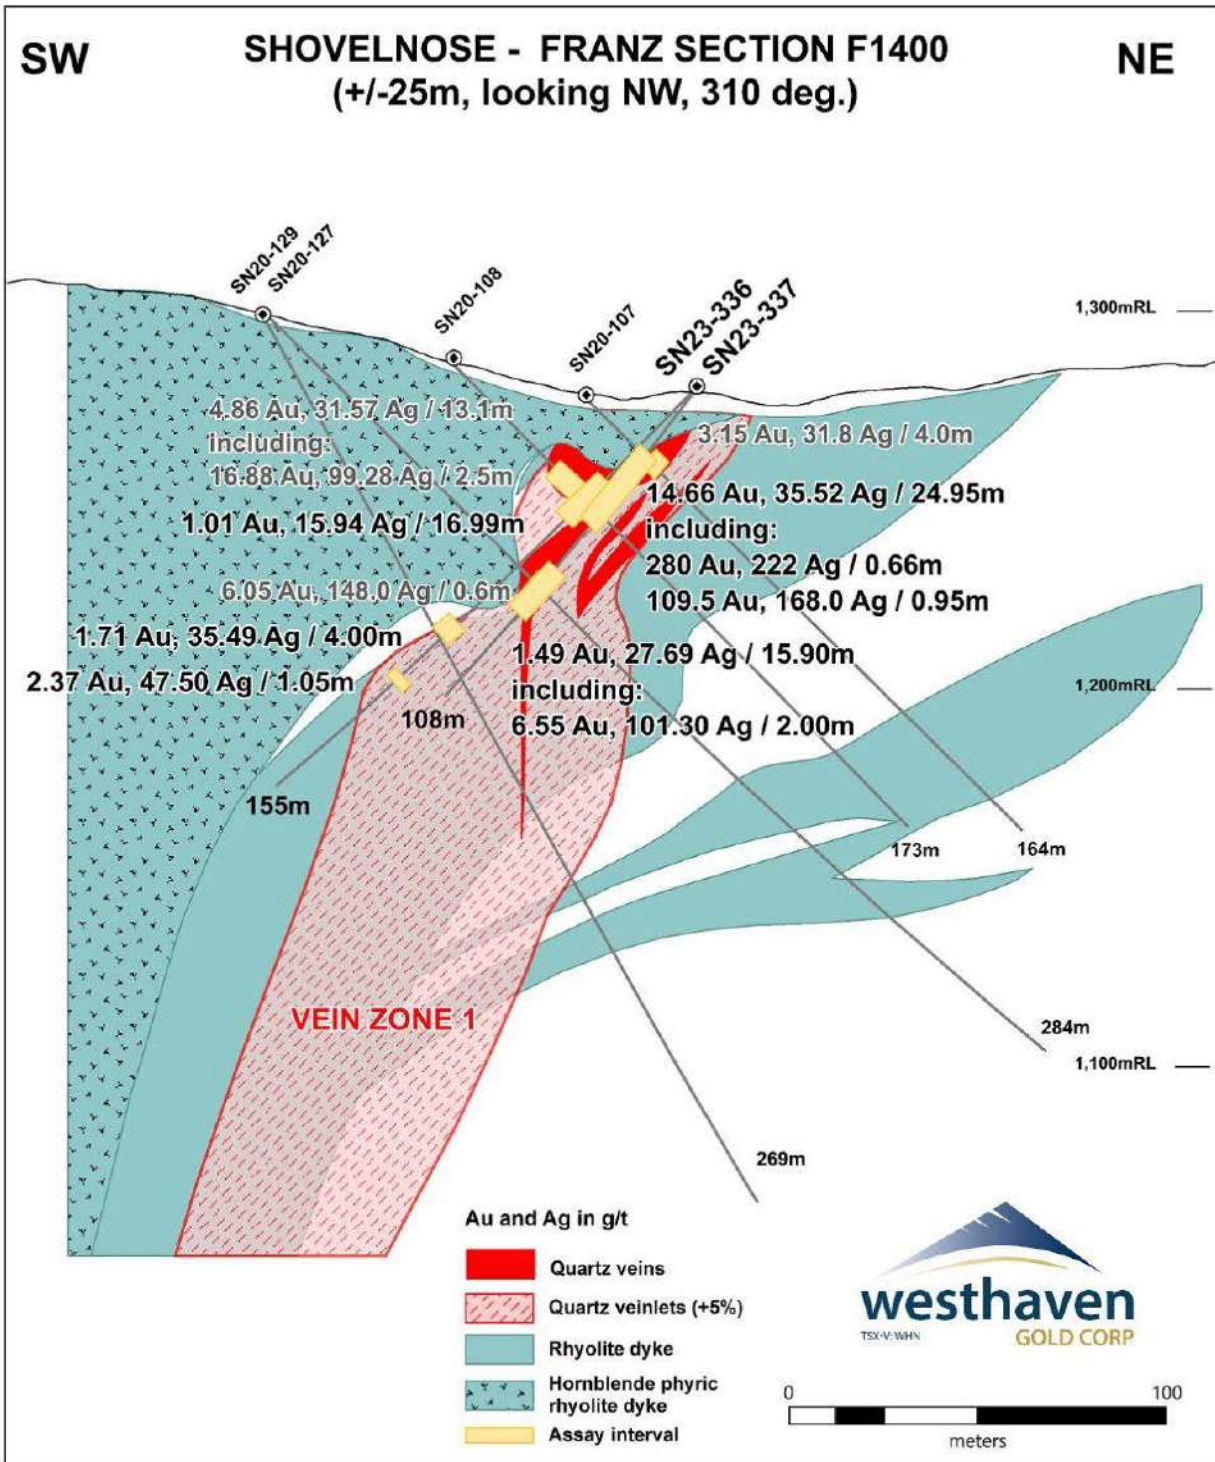 SW
SHOVELNOSE - FRANZ SECTION F1400
(+/-25m, looking NW, 310 deg.)
NE
SN20-129
SN20-127
SN20-108
SN20-107
SN23-336
SN23-337
1,300mRL
4.86 Au, 31.57 Ag / 13.1m
including:
16.88 Au, 99.28 Ag / 2.5m
3.15 Au, 31.8 Ag / 4.0m
1.01 Au, 15.94 Ag / 16.99m
14.66 Au, 35.52 Ag / 24.95m
including:
280 Au, 222 Ag / 0.66m
109.5 Au, 168.0 Ag / 0.95m
6.05 Au, 148.0 Ag / 0.6m
1.71 Au, 35.49 Ag / 4.00m
2.37 Au, 47.50 Ag / 1.05m
1.49 Au, 27.69 Ag / 15.90m
including:
6.55 Au, 101.30 Ag / 2.00m
1,200mRL
108m
155m
173m
164m
VEIN ZONE 1
284m
1,100mRL
269m
Au and Ag in g/t
Quartz veins
Quartz veinlets (+5%)
Rhyolite dyke
Hornblende phyric
rhyolite dyke
Assay interval
westhaven
TSX-V: WHN
GOLD CORP
0
100
meters